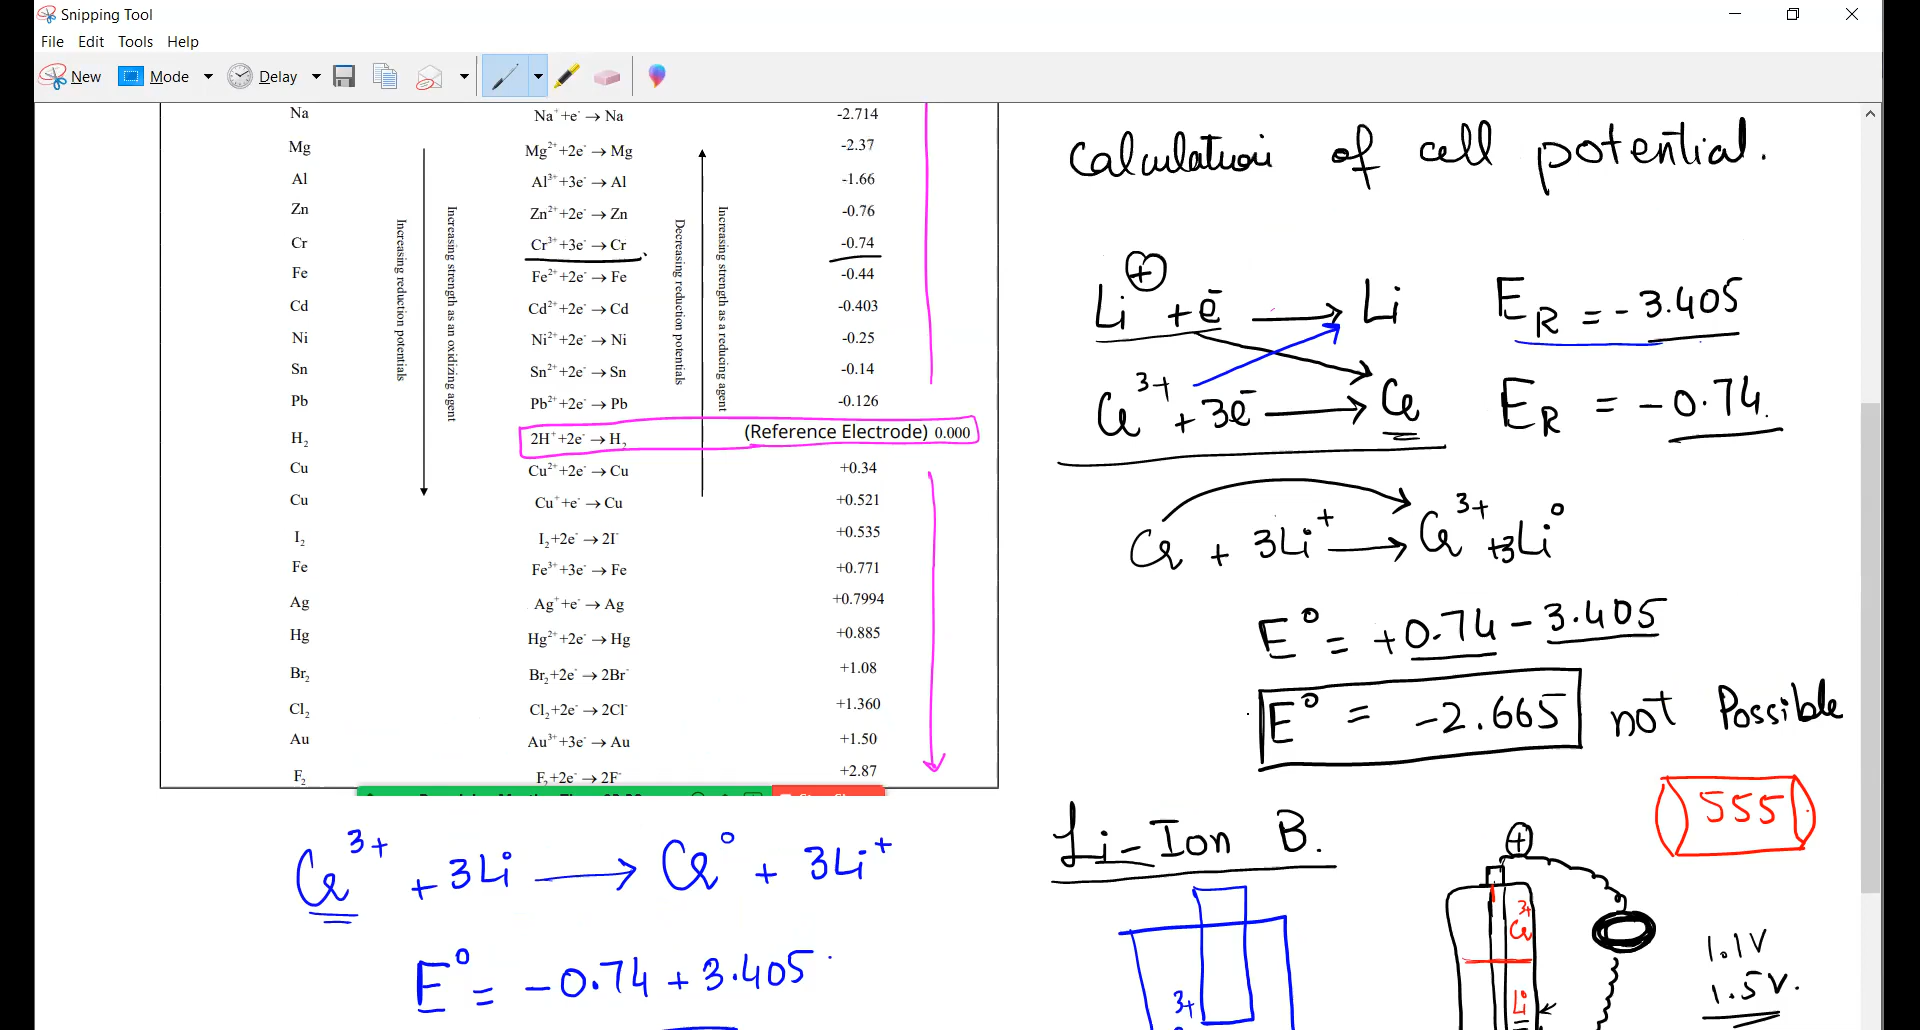 Snipping Tool
File Edit Tools Help
New Mode Delay
Na Na⁺+e⁻ → Na -2.714
Mg Mg²⁺+2e⁻ → Mg -2.37
Al Al³⁺+3e⁻ → Al -1.66
Zn Zn²⁺+2e⁻ → Zn -0.76
Cr Cr³⁺+3e⁻ → Cr -0.74
Fe Fe²⁺+2e⁻ → Fe -0.44
Cd Cd²⁺+2e⁻ → Cd -0.403
Ni Ni²⁺+2e⁻ → Ni -0.25
Sn Sn²⁺+2e⁻ → Sn -0.14
Pb Pb²⁺+2e⁻ → Pb -0.126
H₂ 2H⁺+2e⁻ → H₂ (Reference Electrode) 0.000
Cu Cu²⁺+2e⁻ → Cu +0.34
Cu Cu⁺+e⁻ → Cu +0.521
I₂ I₂+2e⁻ → 2I⁻ +0.535
Fe Fe³⁺+3e⁻ → Fe +0.771
Ag Ag⁺+e⁻ → Ag +0.7994
Hg Hg²⁺+2e⁻ → Hg +0.885
Br₂ Br₂+2e⁻ → 2Br⁻ +1.08
Cl₂ Cl₂+2e⁻ → 2Cl⁻ +1.360
Au Au³⁺+3e⁻ → Au +1.50
F₂ F₂+2e⁻ → 2F⁻ +2.87
Increasing reduction potentials
Increasing strength as an oxidizing agent
Decreasing reduction potentials
Increasing strength as a reducing agent
Cr³⁺ + 3Li → Cr⁰ + 3Li⁺
E⁰ = -0.74 + 3.405
Calculation of cell potential.
Li⁺ + e⁻ → Li E_R = -3.405
Cr³⁺ + 3e⁻ → Cr E_R = -0.74
Cr + 3Li⁺ → Cr³⁺ + 3Li⁰
E⁰ = +0.74 - 3.405
E⁰ = -2.665 not Possible
555
Li-Ion B.
+
3+
Cr
Li
3+
1.1V
1.5V.